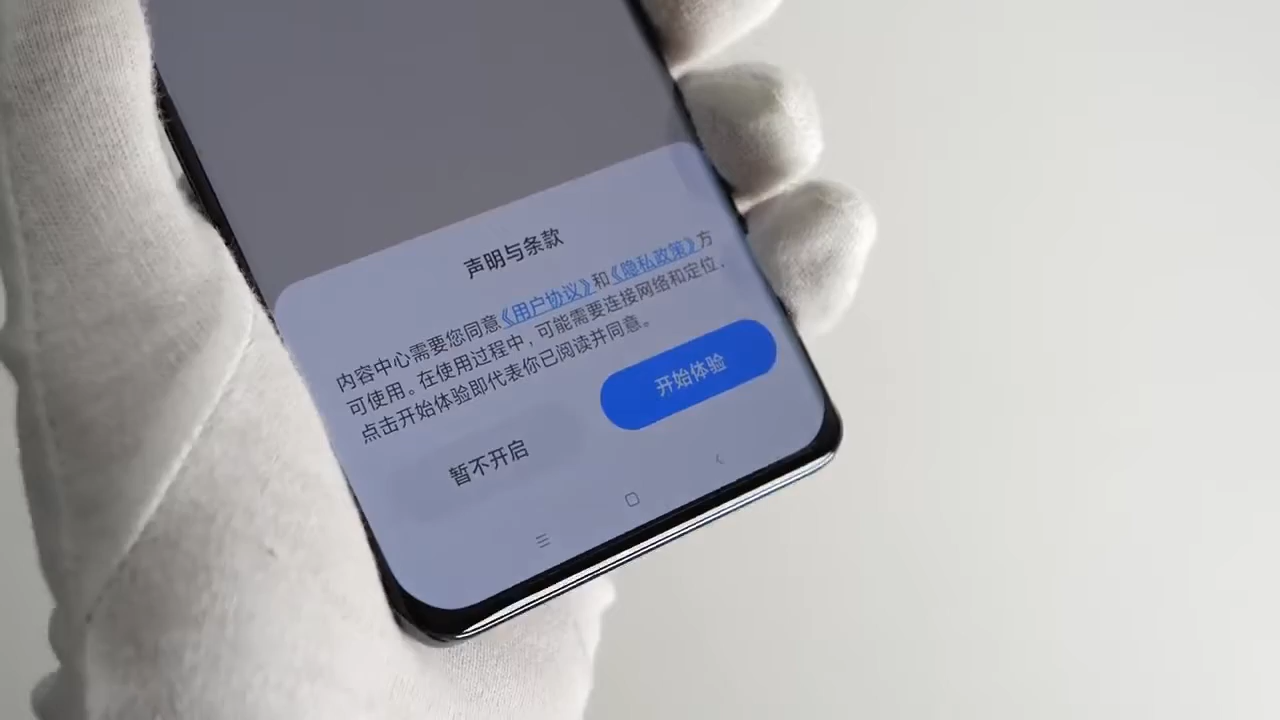 声明与条款
内容中心需要您同意《用户协议》和《隐私政策》方
可使用。在使用过程中，可能需要连接网络和定位，
点击开始体验即代表你已阅读并同意。
暂不开启
开始体验